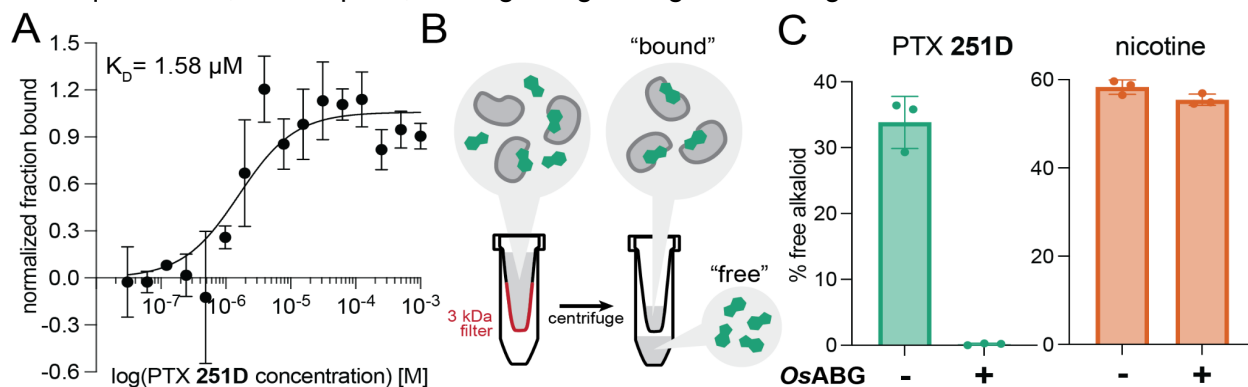 A
1.5
K_D= 1.58 µM
1.2
0.9
0.6
0.3
0.0
-0.3
-0.6
normalized fraction bound
10⁻⁷
10⁻⁶
10⁻⁵
10⁻⁴
10⁻³
log(PTX 251D concentration) [M]
B
"bound"
"free"
3 kDa
filter
centrifuge
C
PTX 251D
nicotine
% free alkaloid
40
30
20
10
0
60
40
20
0
OsABG
-
+
-
+